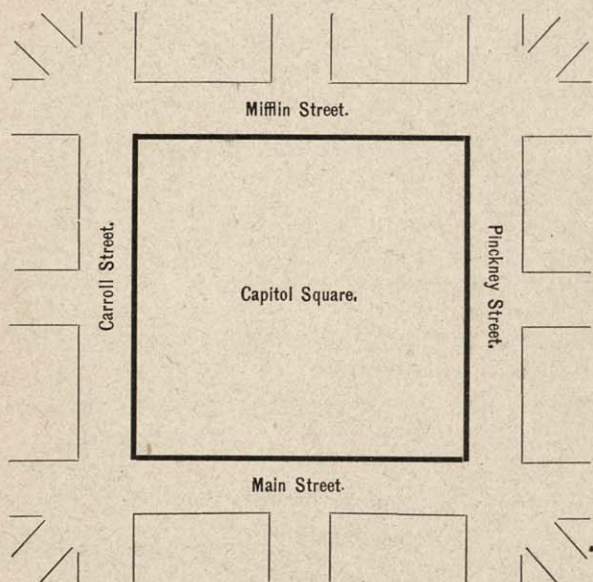 Mifflin Street.
Carroll Street.
Capitol Square.
Pinckney Street.
Main Street.